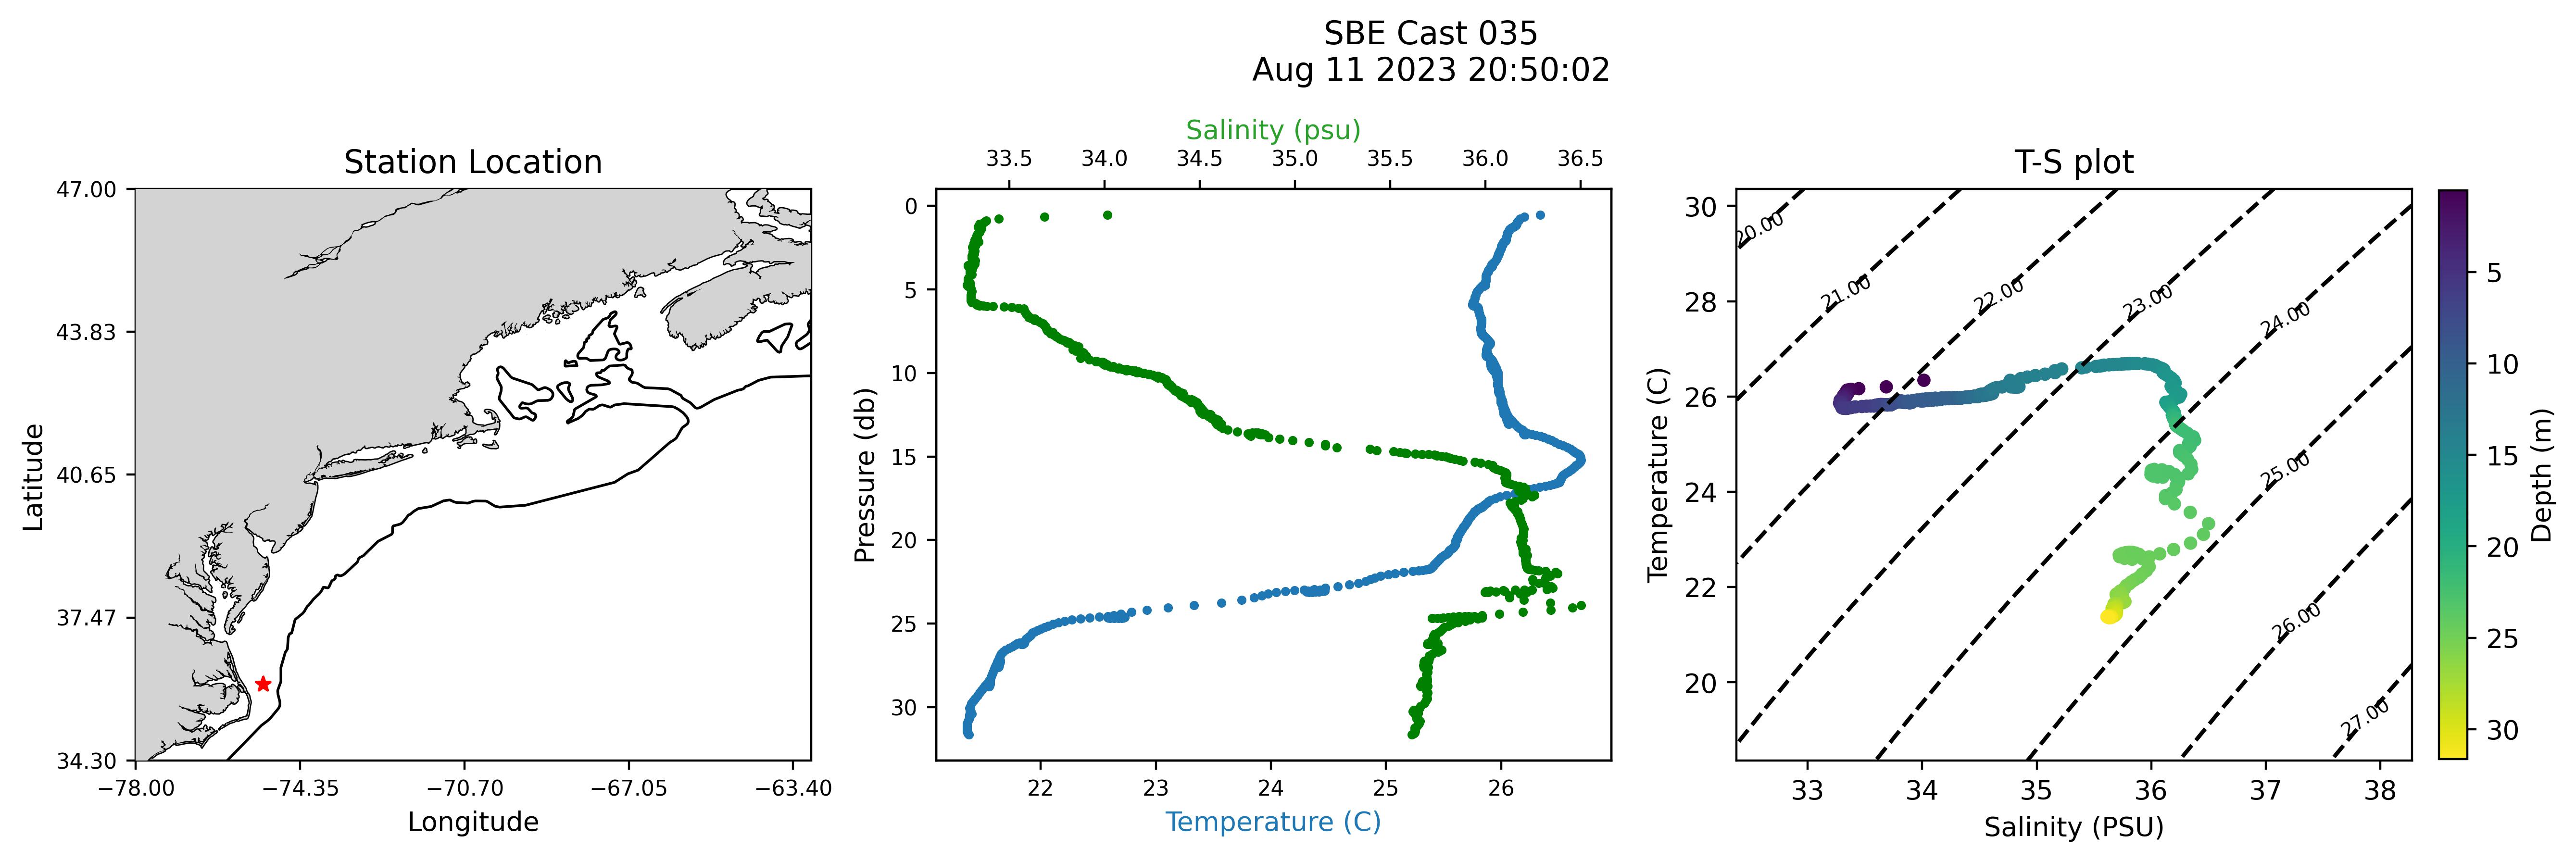 SBE Cast 035
Aug 11 2023 20:50:02
Station Location
47.00
43.83
40.65
37.47
34.30
Latitude
−78.00 −74.35 −70.70 −67.05 −63.40
Longitude
Salinity (psu)
33.5 34.0 34.5 35.0 35.5 36.0 36.5
0
5
10
15
20
25
30
Pressure (db)
22 23 24 25 26
Temperature (C)
T-S plot
30
28
26
24
22
20
Temperature (C)
20.00
21.00
22.00
23.00
24.00
25.00
26.00
27.00
33 34 35 36 37 38
Salinity (PSU)
5
10
15
20
25
30
Depth (m)